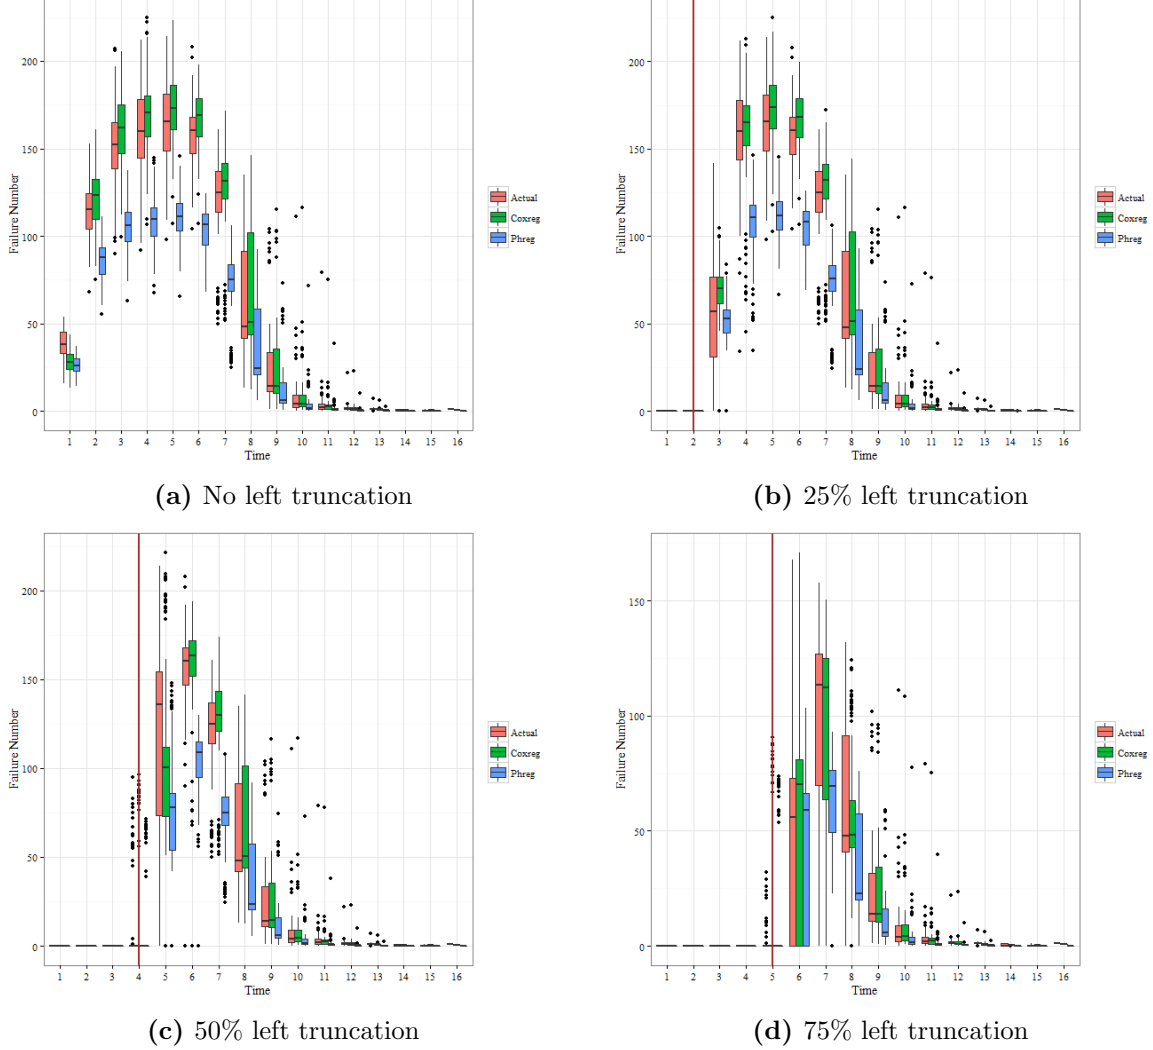 Failure Number
200
150
100
50
0
1 2 3 4 5 6 7 8 9 10 11 12 13 14 15 16
Time
Actual
Coxreg
Phreg
(a) No left truncation
Failure Number
200
150
100
50
0
1 2 3 4 5 6 7 8 9 10 11 12 13 14 15 16
Time
Actual
Coxreg
Phreg
(b) 25% left truncation
Failure Number
200
150
100
50
0
1 2 3 4 5 6 7 8 9 10 11 12 13 14 15 16
Time
Actual
Coxreg
Phreg
(c) 50% left truncation
Failure Number
150
100
50
0
1 2 3 4 5 6 7 8 9 10 11 12 13 14 15 16
Time
Actual
Coxreg
Phreg
(d) 75% left truncation